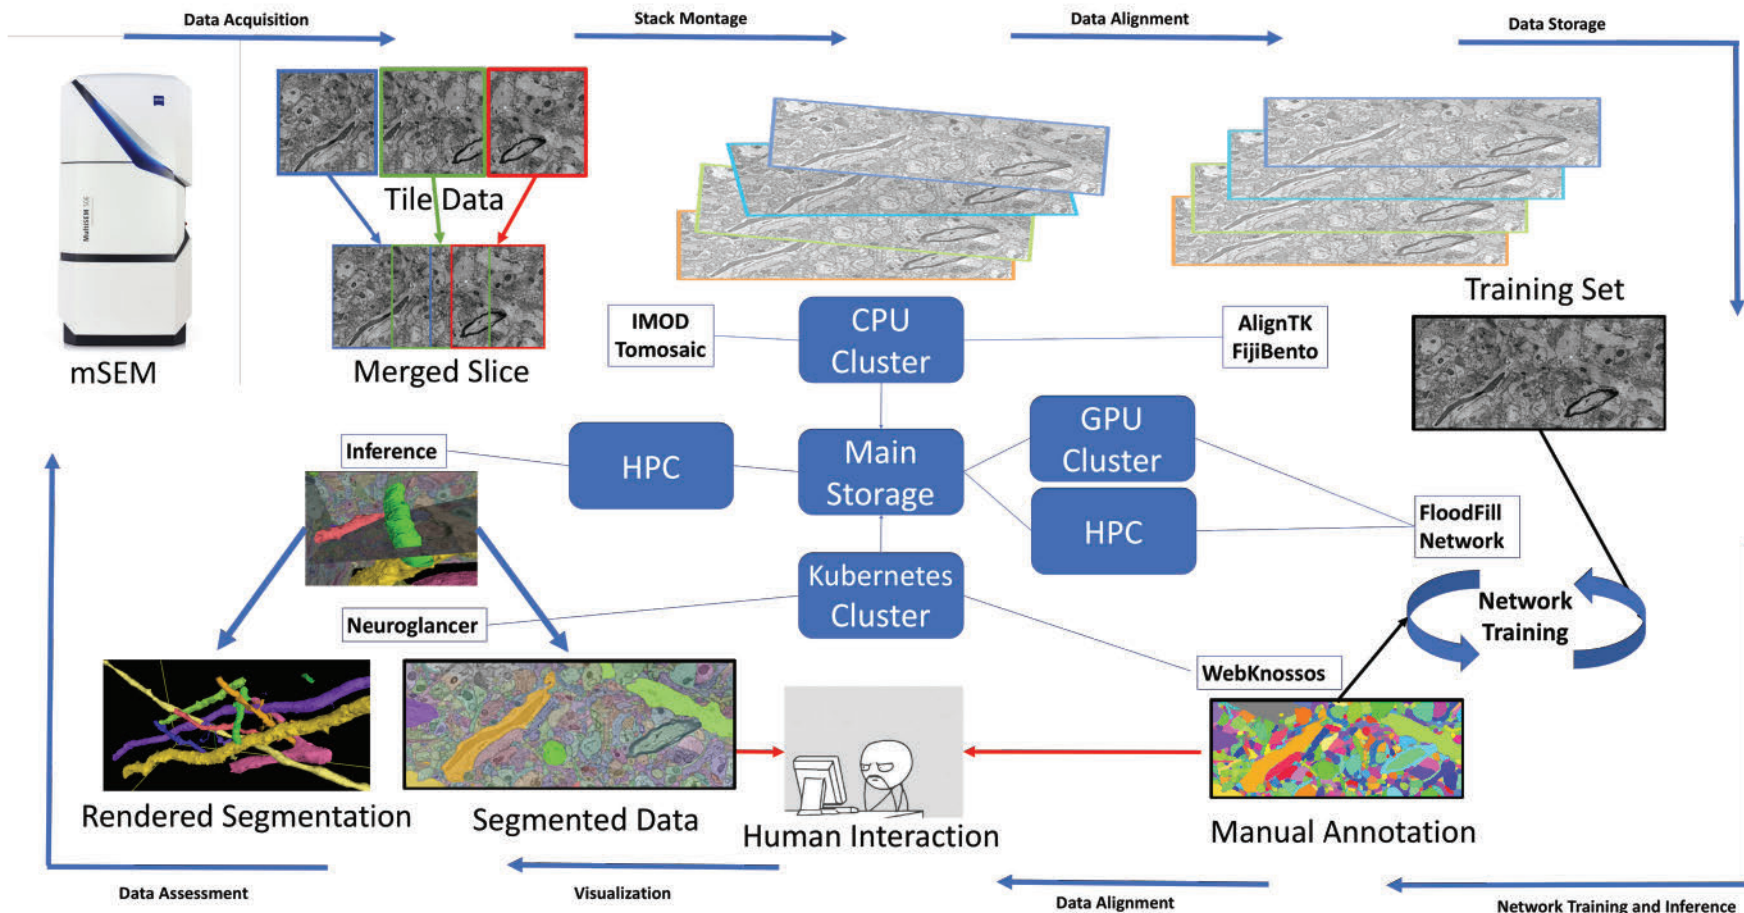 Data Acquisition
Stack Montage
Data Alignment
Data Storage
MultiSEM
Tile Data
mSEM
Merged Slice
IMOD
Tomosaic
CPU
Cluster
AlignTK
FijiBento
Training Set
Inference
HPC
Main
Storage
GPU
Cluster
HPC
FloodFill
Network
Neuroglancer
Kubernetes
Cluster
Network
Training
WebKnossos
Rendered Segmentation
Segmented Data
Human Interaction
Manual Annotation
Data Assessment
Visualization
Data Alignment
Network Training and Inference